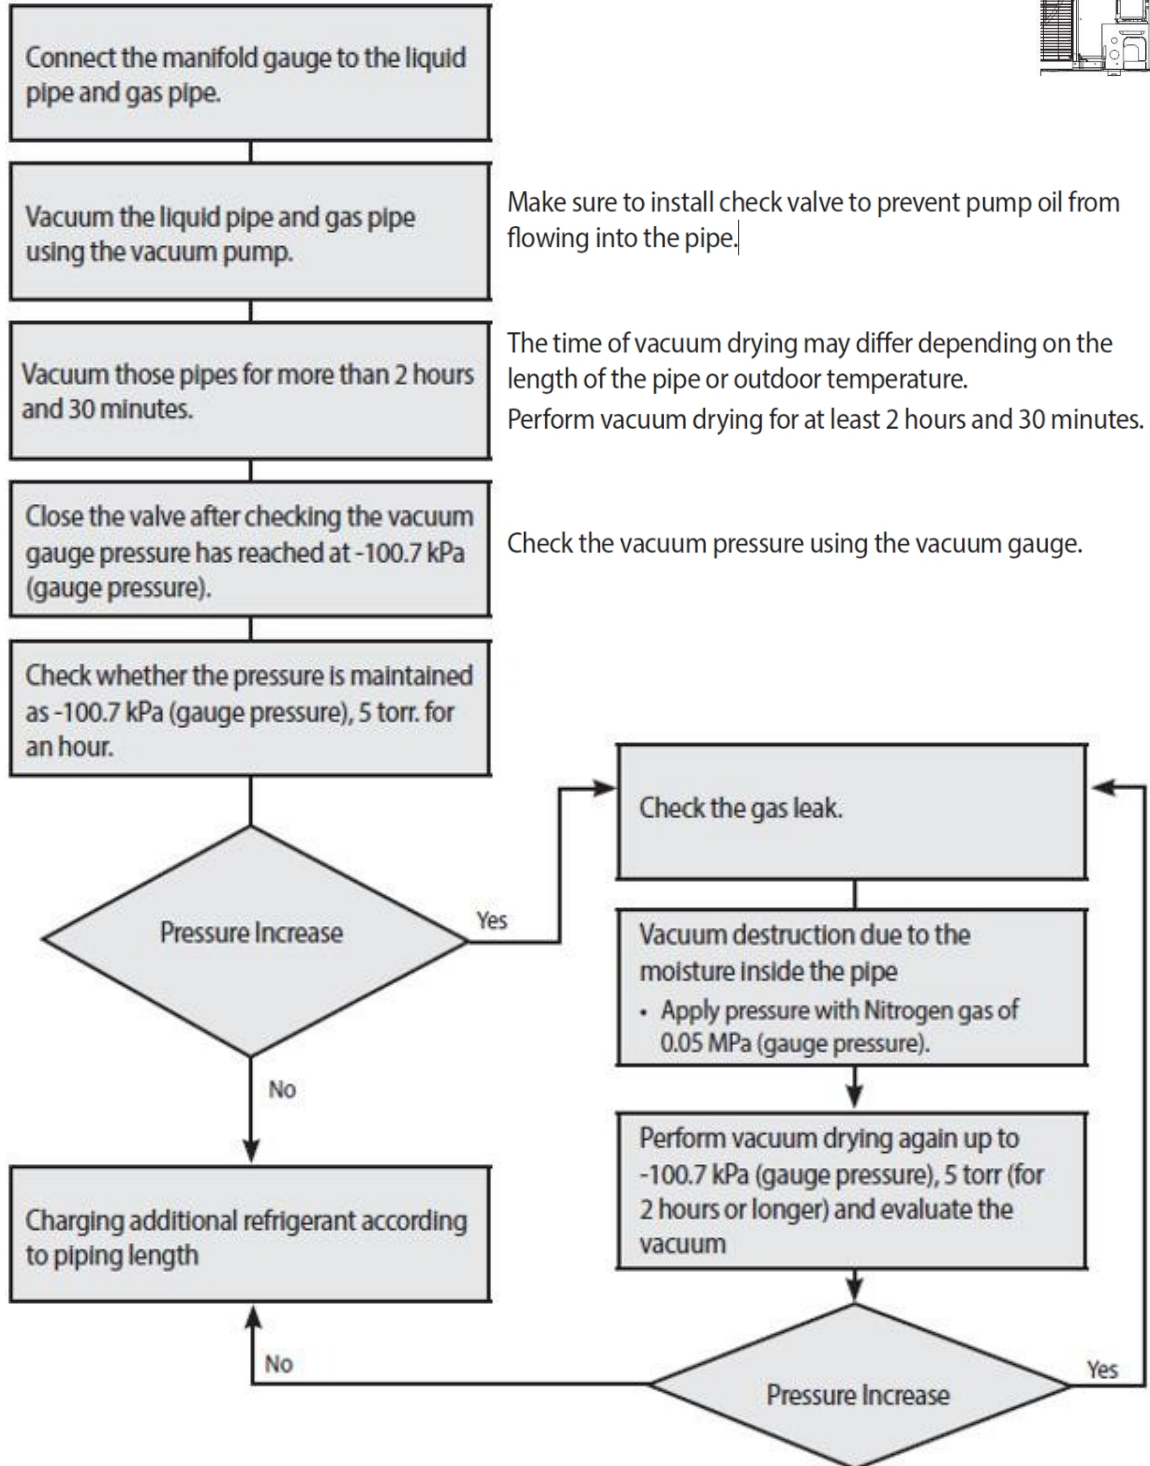 Connect the manifold gauge to the liquid
pipe and gas pipe.
Vacuum the liquid pipe and gas pipe
using the vacuum pump.
Make sure to install check valve to prevent pump oil from
flowing into the pipe.
Vacuum those pipes for more than 2 hours
and 30 minutes.
The time of vacuum drying may differ depending on the
length of the pipe or outdoor temperature.
Perform vacuum drying for at least 2 hours and 30 minutes.
Close the valve after checking the vacuum
gauge pressure has reached at -100.7 kPa
(gauge pressure).
Check the vacuum pressure using the vacuum gauge.
Check whether the pressure is maintained
as -100.7 kPa (gauge pressure), 5 torr. for
an hour.
Pressure Increase
Yes
No
Check the gas leak.
Vacuum destruction due to the
moisture inside the pipe
• Apply pressure with Nitrogen gas of
0.05 MPa (gauge pressure).
Perform vacuum drying again up to
-100.7 kPa (gauge pressure), 5 torr (for
2 hours or longer) and evaluate the
vacuum
Charging additional refrigerant according
to piping length
No
Pressure Increase
Yes